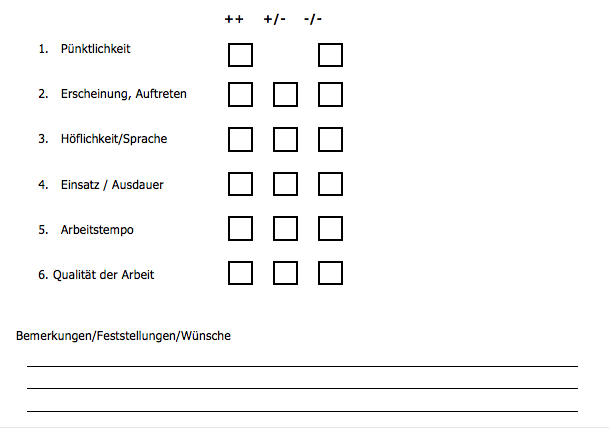 ++ +/- -/-
1. Pünktlichkeit
2. Erscheinung, Auftreten
3. Höflichkeit/Sprache
4. Einsatz / Ausdauer
5. Arbeitstempo
6. Qualität der Arbeit
Bemerkungen/Feststellungen/Wünsche